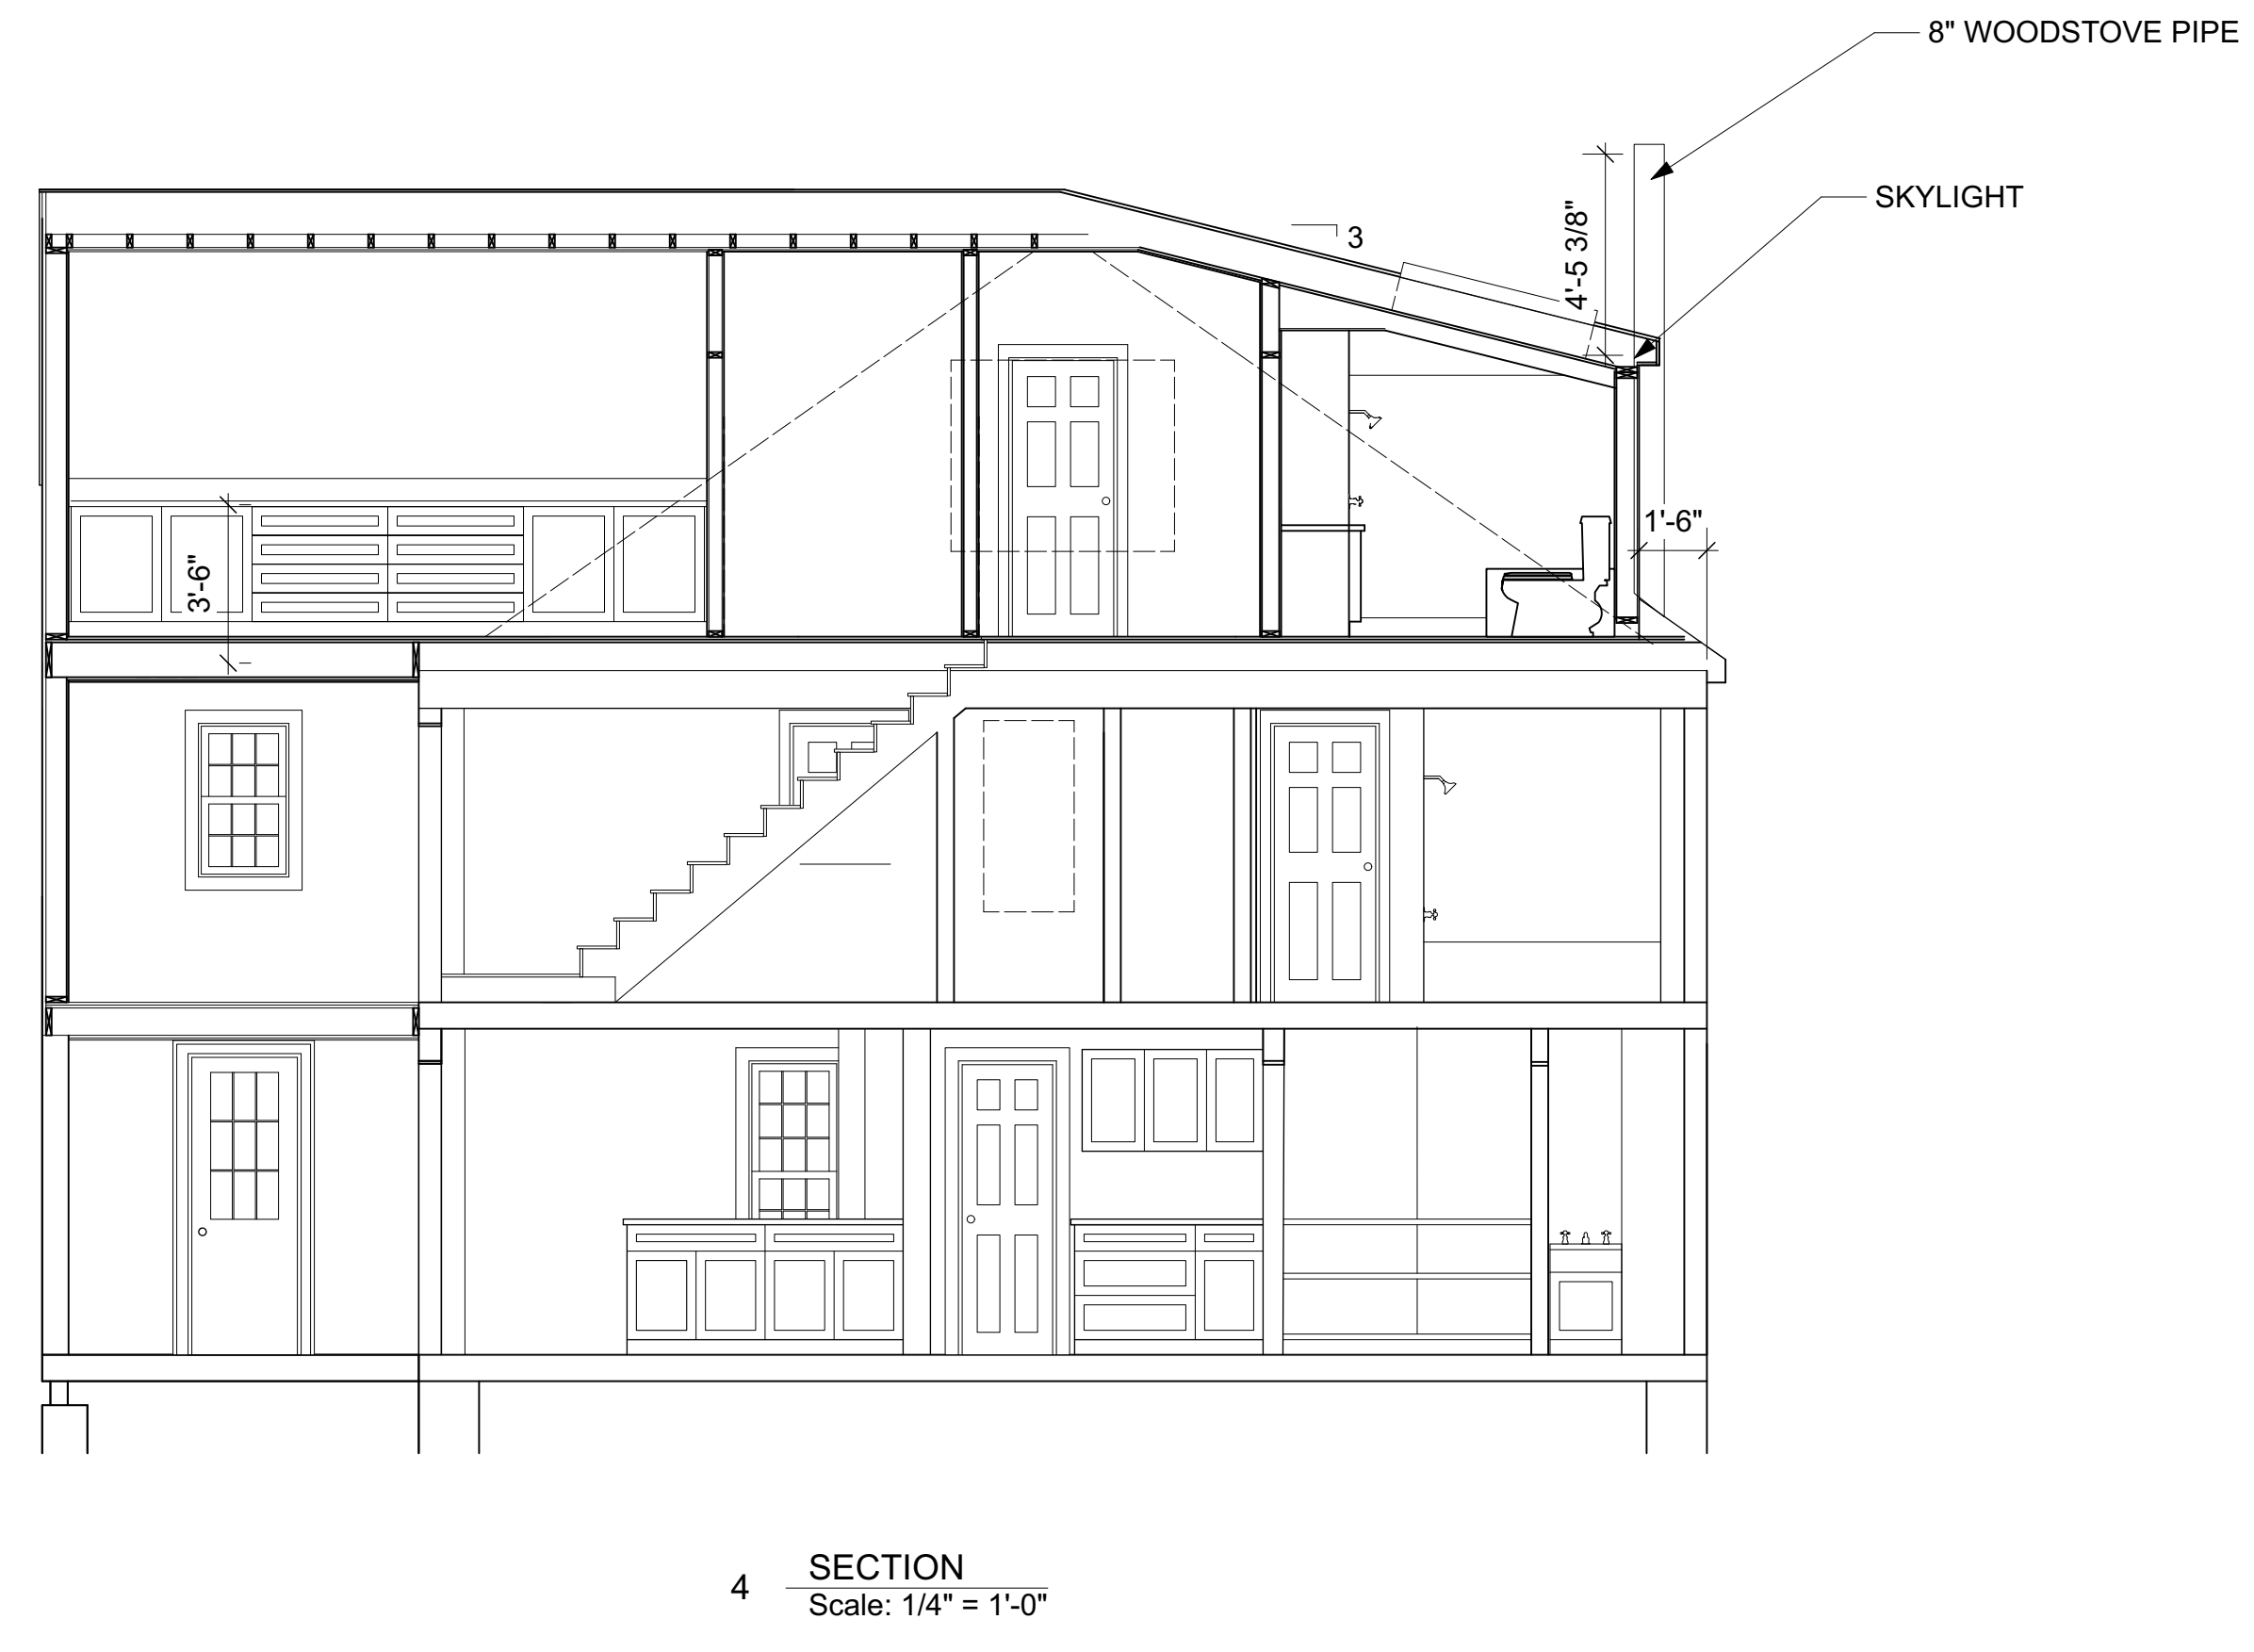 8" WOODSTOVE PIPE
SKYLIGHT
3
4'-5 3/8"
1'-6"
3'-6"
4
SECTION
Scale: 1/4" = 1'-0"